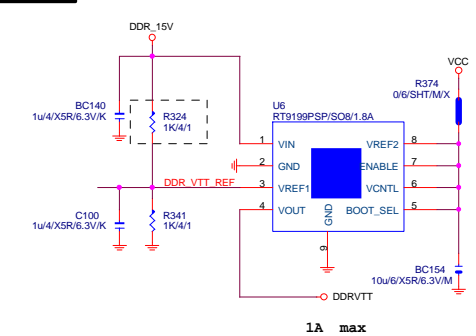 DDR_15V
VCC
BC140
1u/4/X5R/6.3V/K
R324
1K/4/1
R374
0/6/SHT/M/X
U6
RT9199PSP/SO8/1.8A
1 VIN VREF2 8
2 GND ENABLE 7
DDR_VTT_REF 3 VREF1 VCNTL 6
4 VOUT BOOT_SEL 5
GND
9
C100
1u/4/X5R/6.3V/K
R341
1K/4/1
BC154
10u/6/X5R/6.3V/M
DDRVTT
1A max